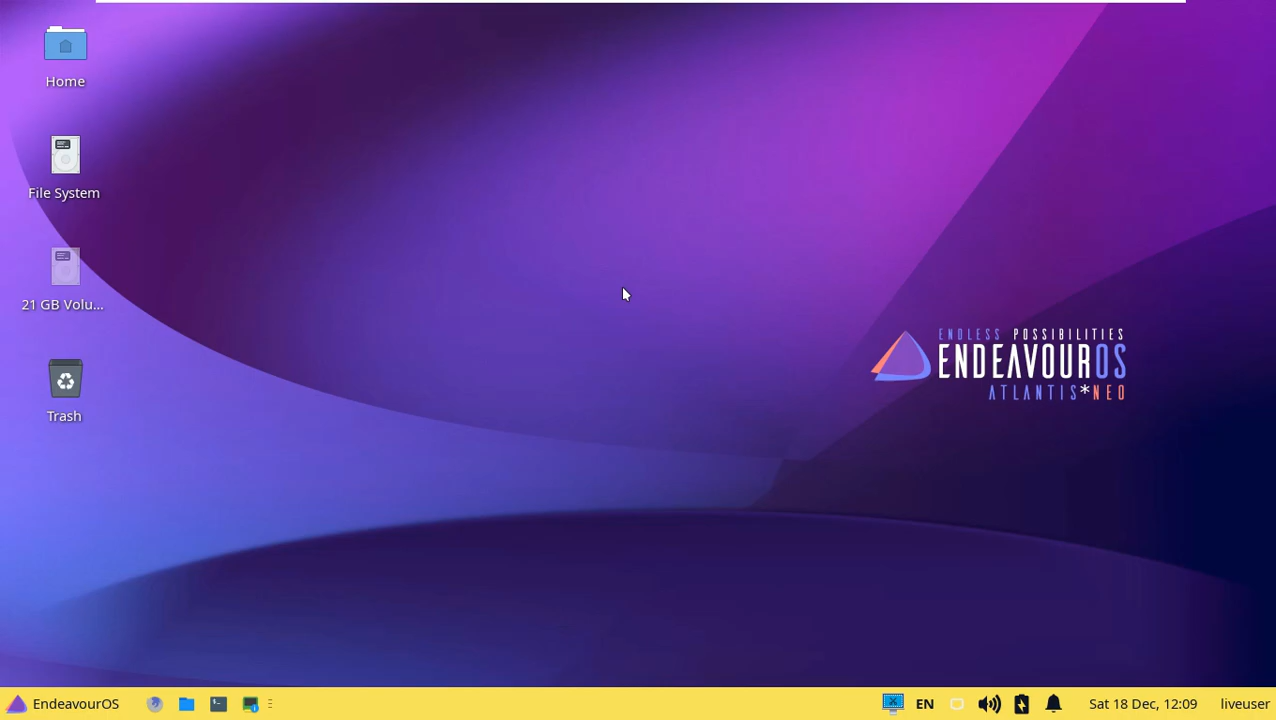 Home
File System
21 GB Volu...
Trash
ENDLESS POSSIBILITIES
ENDEAVOUROS
ATLANTIS*NEO
EndeavourOS
EN
Sat 18 Dec, 12:09
liveuser